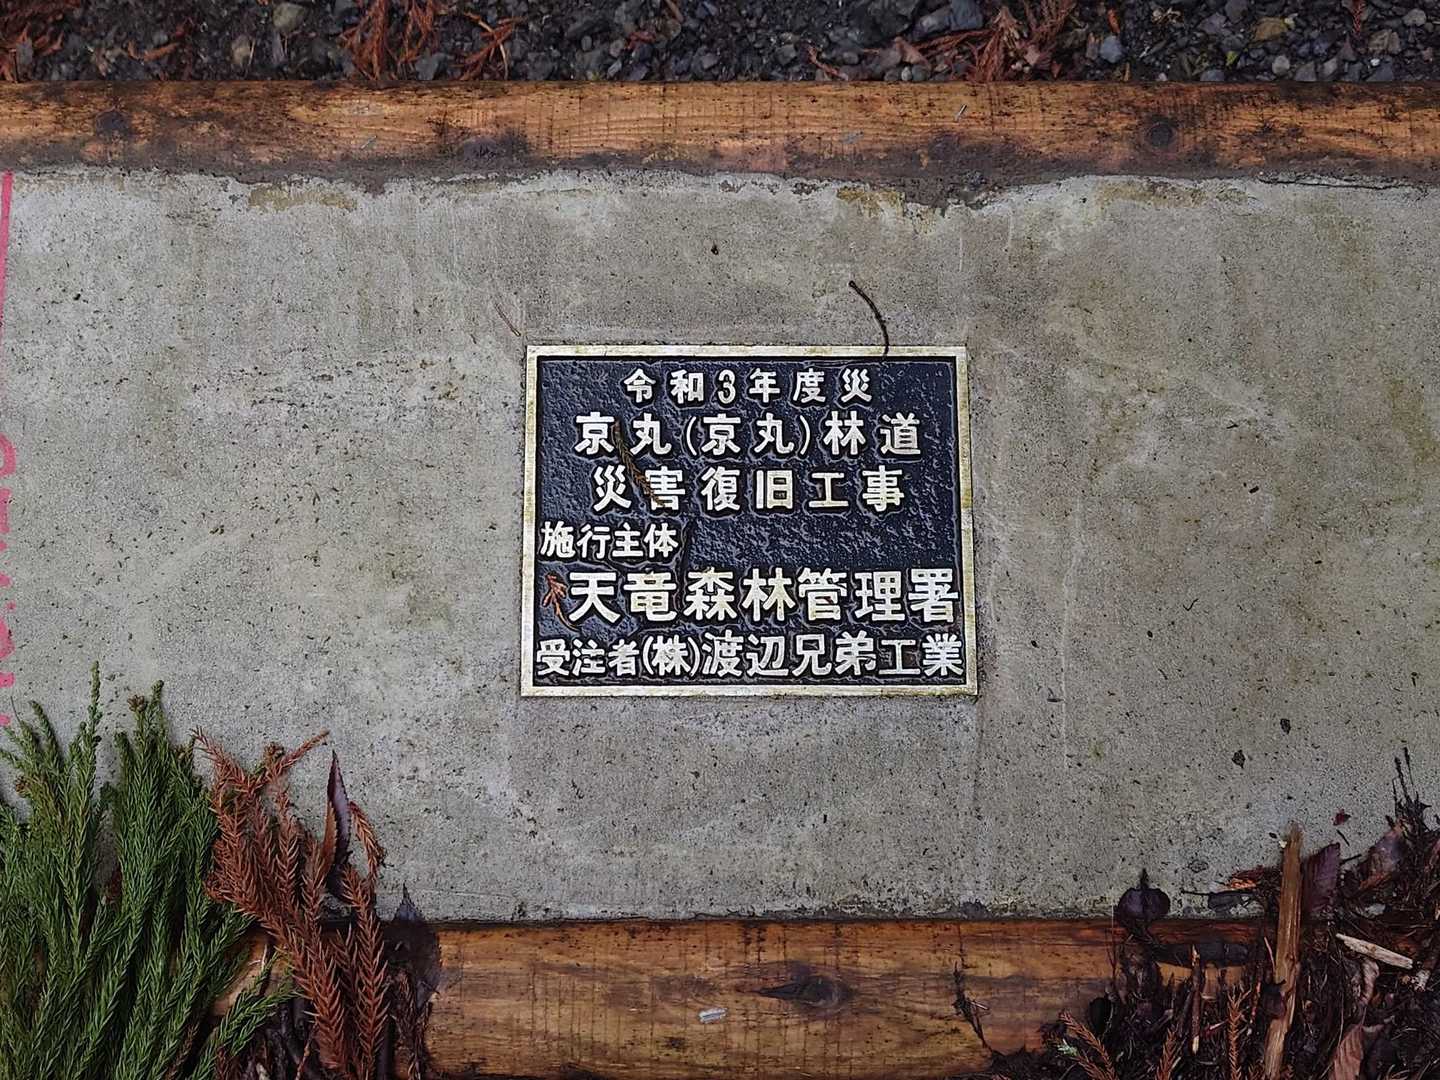 令和3年度災
京丸(京丸)林道
災害復旧工事
施行主体
天竜森林管理署
受注者(株)渡辺兄弟工業